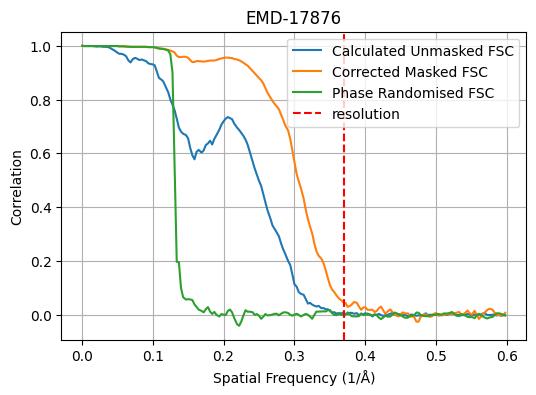 EMD-17876
Calculated Unmasked FSC
Corrected Masked FSC
Phase Randomised FSC
resolution
Correlation
1.0
0.8
0.6
0.4
0.2
0.0
0.0 0.1 0.2 0.3 0.4 0.5 0.6
Spatial Frequency (1/Å)